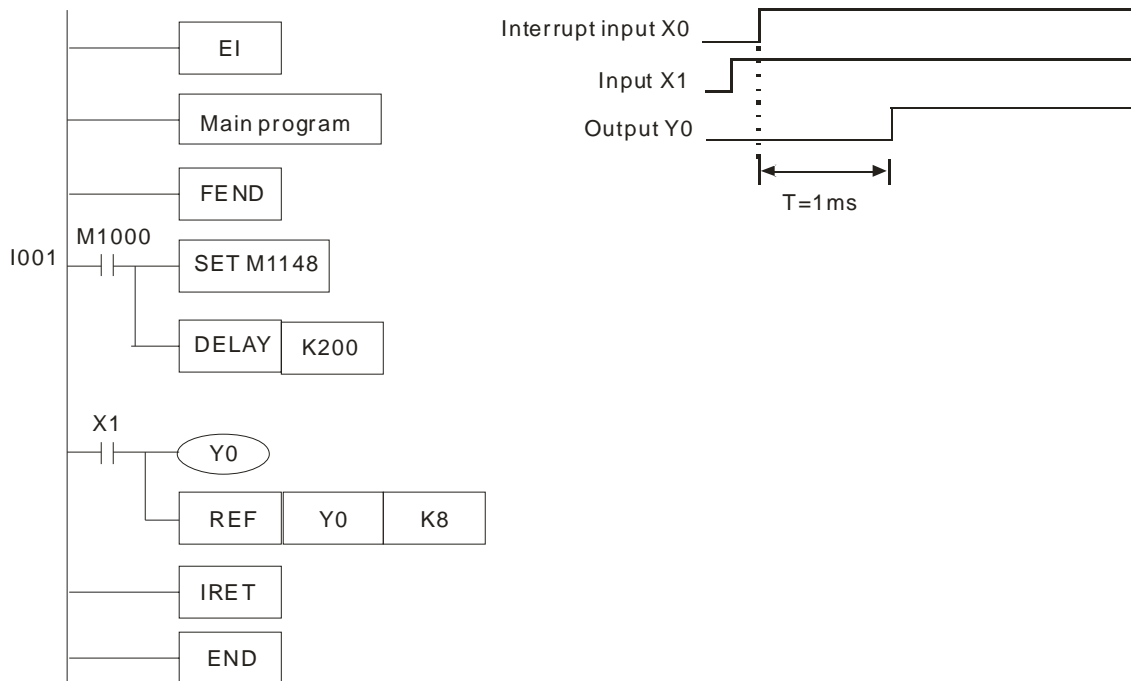 EI
Main program
FEND
I001
M1000
SET M1148
DELAY K200
X1
Y0
REF Y0 K8
IRET
END
Interrupt input X0
Input X1
Output Y0
T=1ms